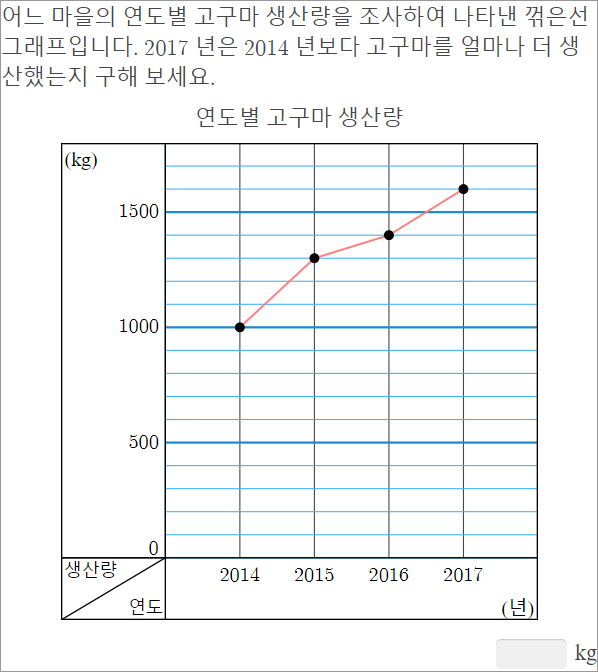 어느 마을의 연도별 고구마 생산량을 조사하여 나타낸 꺾은선
그래프입니다. 2017 년은 2014 년보다 고구마를 얼마나 더 생
산했는지 구해 보세요.
연도별 고구마 생산량
(kg)
1500
1000
500
0
생산량
연도
2014 2015 2016 2017
(년)
kg